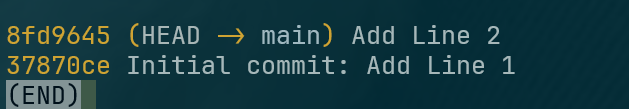 8fd9645 (HEAD -> main) Add Line 2
37870ce Initial commit: Add Line 1
(END)